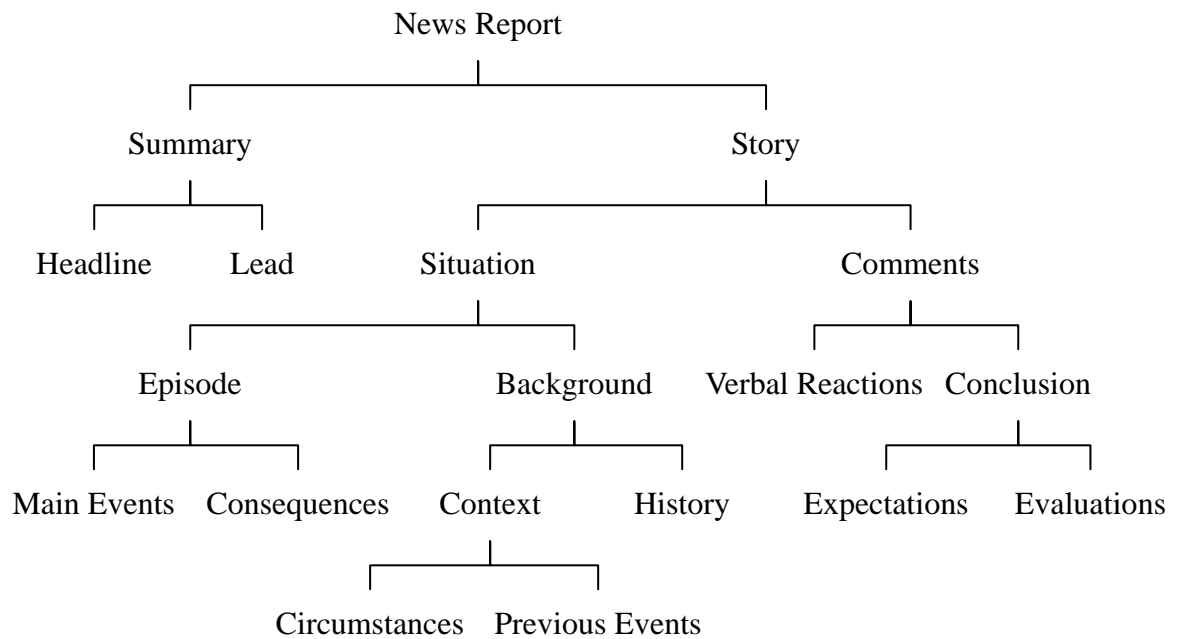 News Report
Summary Story
Headline Lead Situation Comments
Episode Background Verbal Reactions Conclusion
Main Events Consequences Context History Expectations Evaluations
Circumstances Previous Events